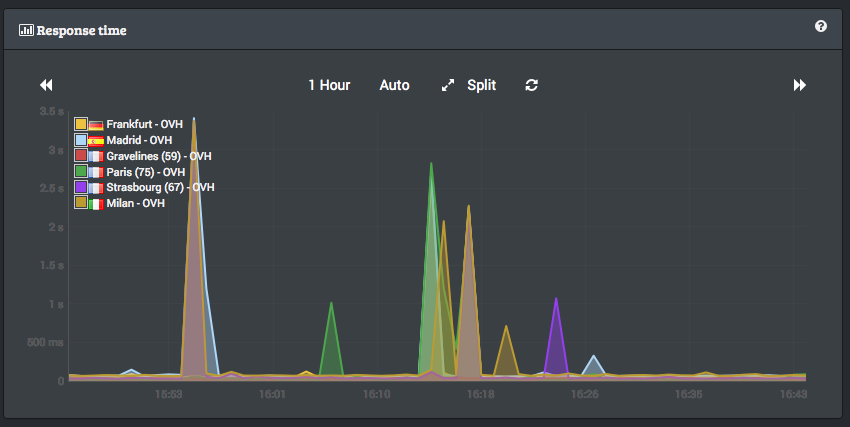 Response time
1 Hour Auto Split
3.5 s
Frankfurt - OVH
Madrid - OVH
3 s
Gravelines (59) - OVH
Paris (75) - OVH
2.5 s
Strasbourg (67) - OVH
Milan - OVH
2 s
1.5 s
1 s
500 ms
0
16:53 16:01 16:10 16:18 16:26 16:35 16:43